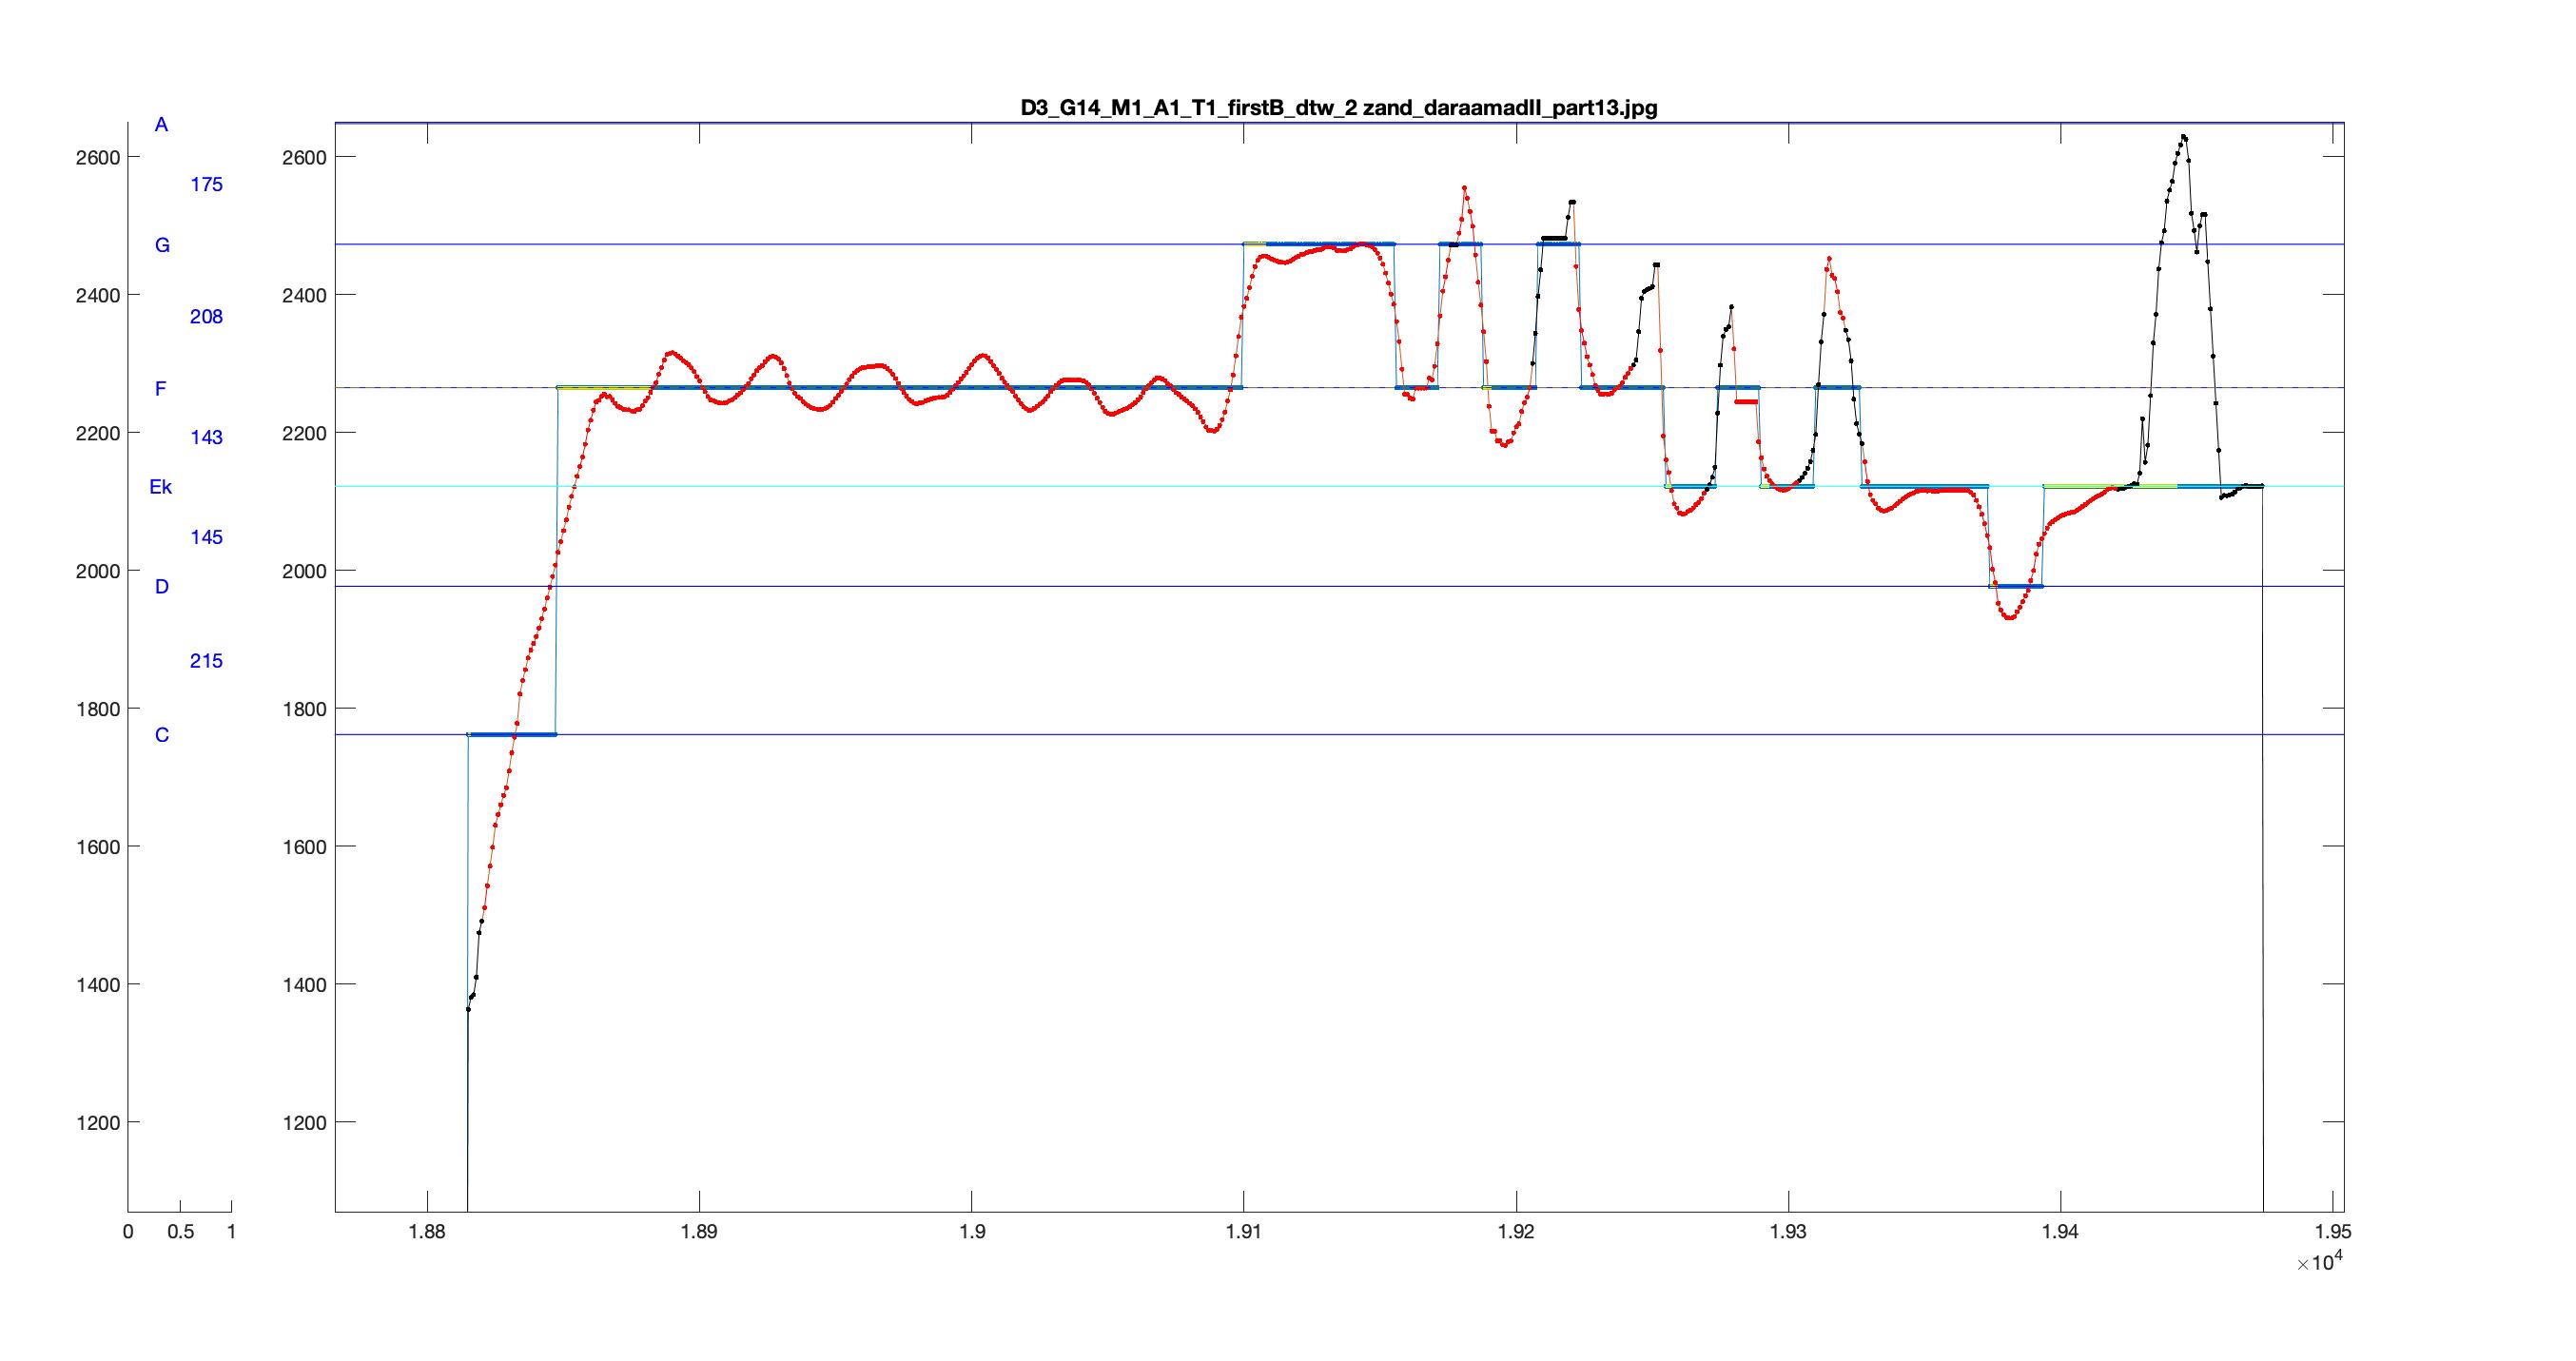 D3_G14_M1_A1_T1_firstB_dtw_2 zand_daraamadII_part13.jpg
A
2600 2600
175
G
2400 2400
208
F
143
2200 2200
Ek
145
2000 2000
D
215
1800 1800
C
1600 1600
1400 1400
1200 1200
0 0.5 1 1.88 1.89 1.9 1.91 1.92 1.93 1.94 1.95
×10^4